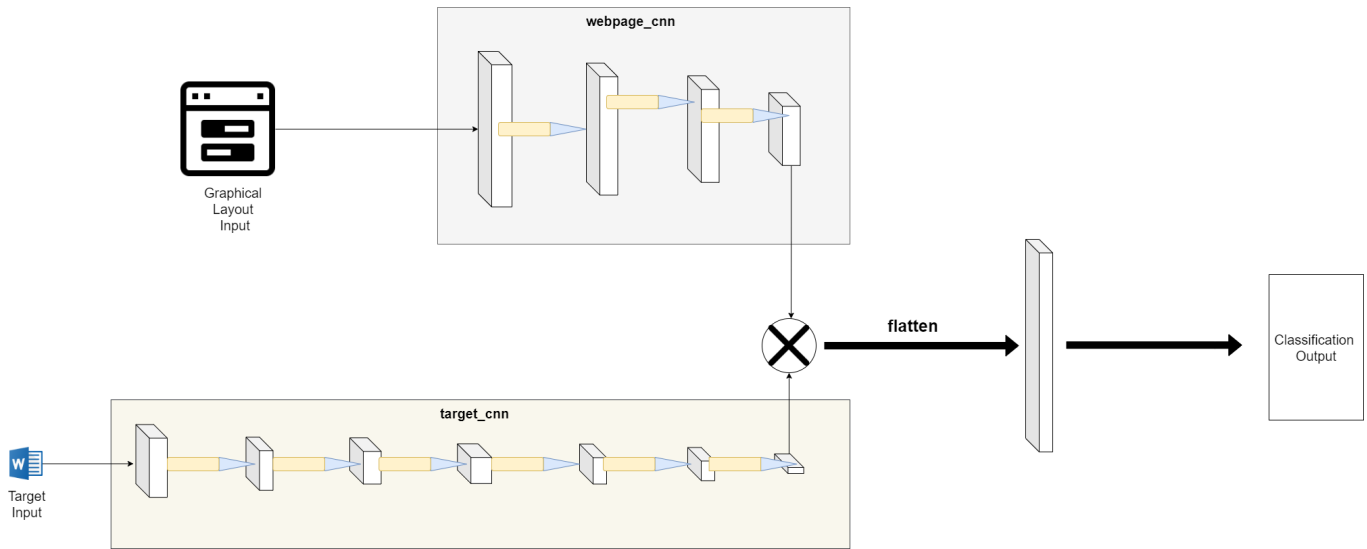 webpage_cnn
Graphical
Layout
Input
flatten
Classification
Output
target_cnn
W
Target
Input